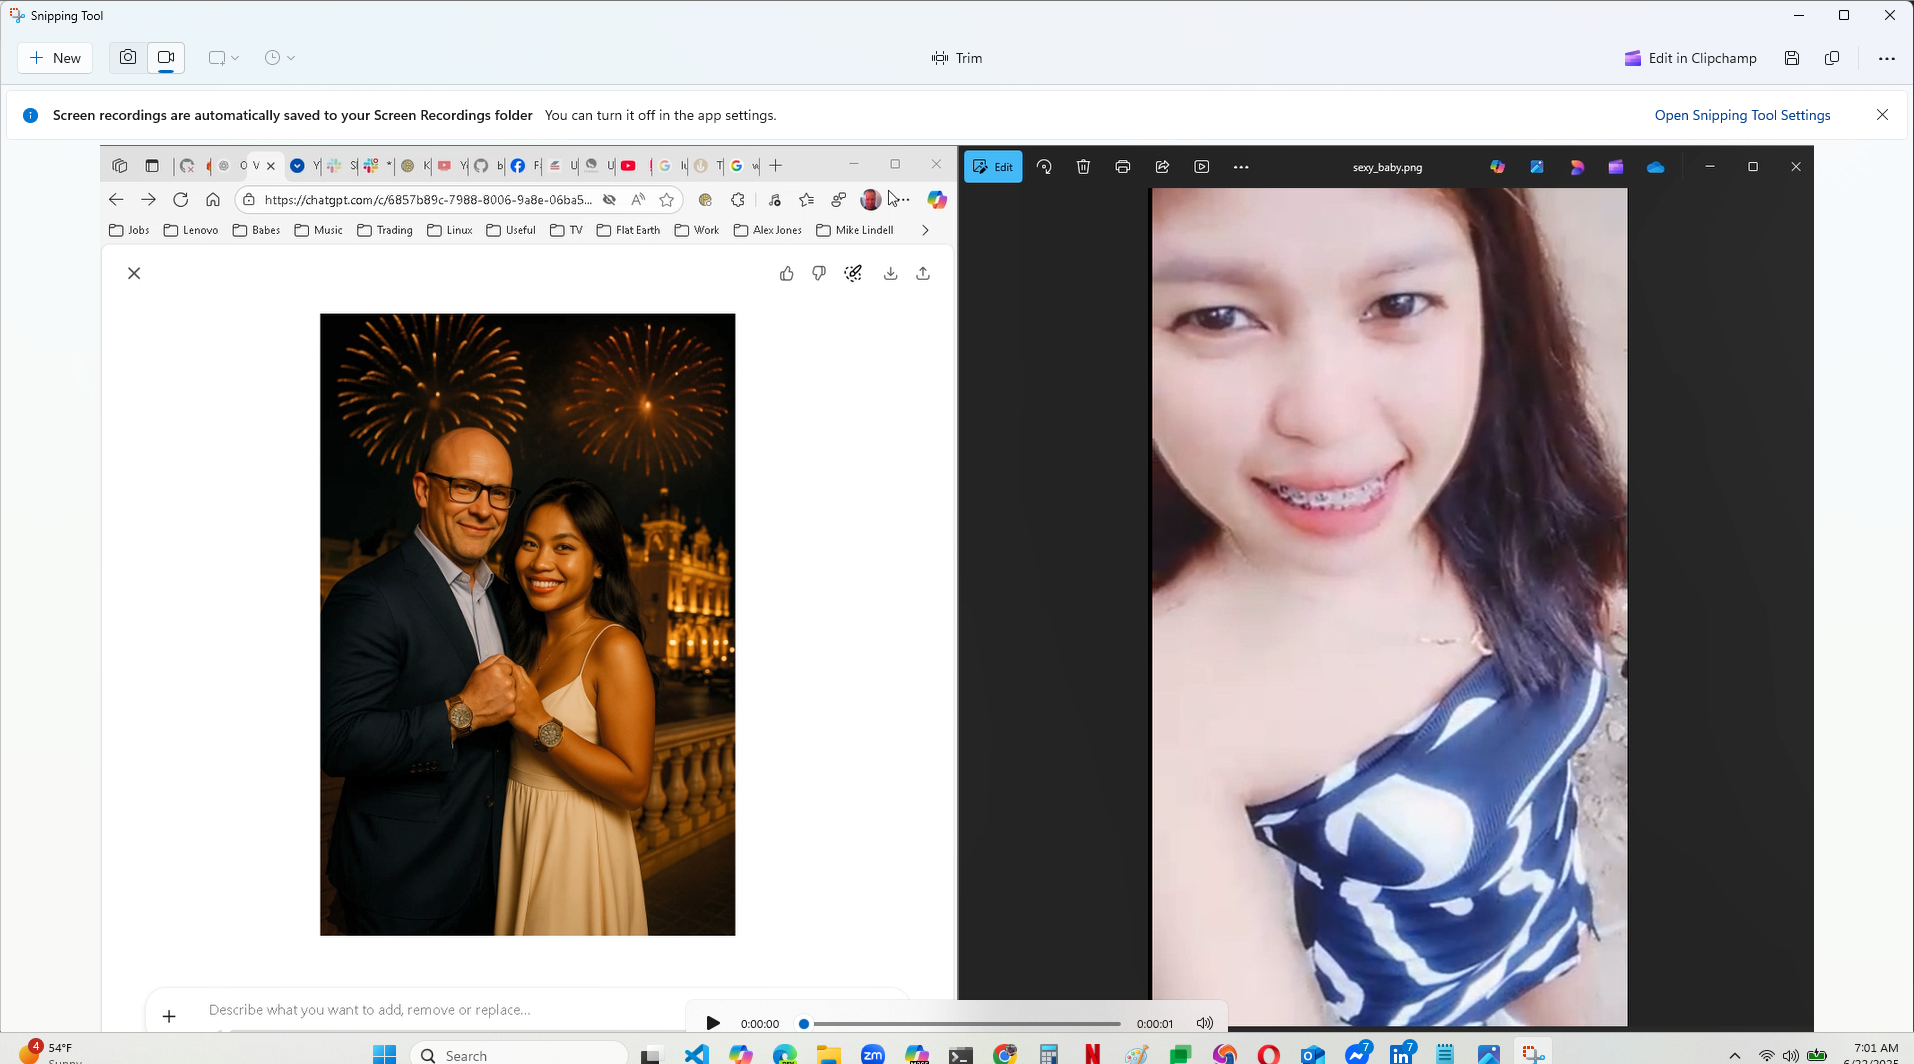 Snipping Tool
New
Trim
Edit in Clipchamp
Screen recordings are automatically saved to your Screen Recordings folder You can turn it off in the app settings.
Open Snipping Tool Settings
Edit
sexy_baby.png
https://chatgpt.com/c/6857b89c-7988-8006-9a8e-06ba5...
Jobs
Lenovo
Babes
Music
Trading
Linux
Useful
TV
Flat Earth
Work
Alex Jones
Mike Lindell
Describe what you want to add, remove or replace...
0:00:00
0:00:01
4
54°F
Search
zm
7
7
7:01 AM